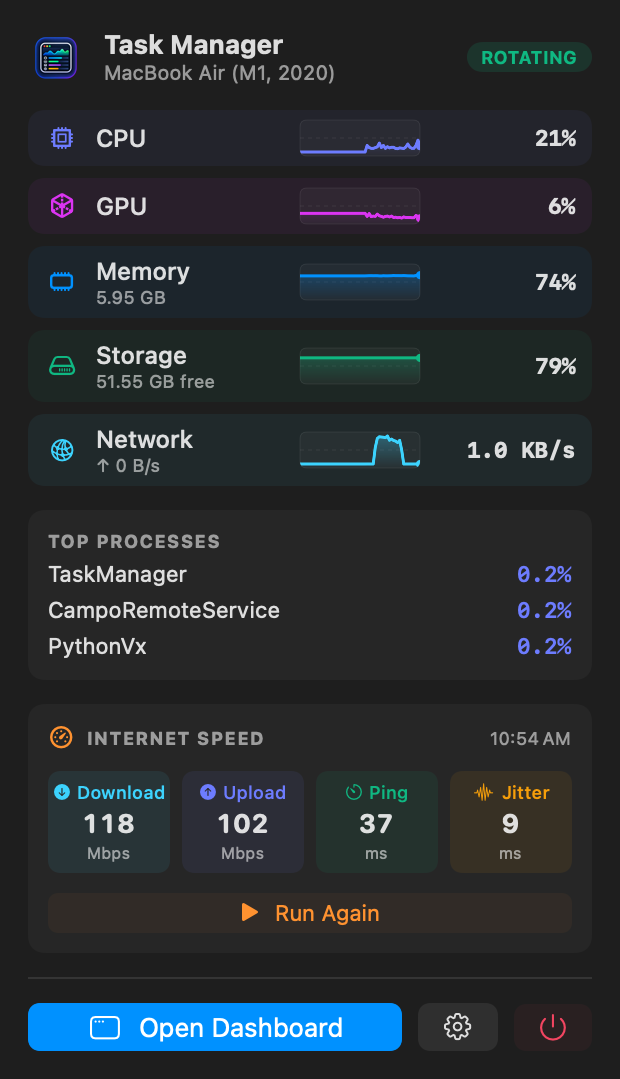 Task Manager
MacBook Air (M1, 2020)
ROTATING
CPU
21%
GPU
6%
Memory
5.95 GB
74%
Storage
51.55 GB free
79%
Network
↑ 0 B/s
1.0 KB/s
TOP PROCESSES
TaskManager 0.2%
CampoRemoteService 0.2%
PythonVx 0.2%
INTERNET SPEED 10:54 AM
Download
118
Mbps
Upload
102
Mbps
Ping
37
ms
Jitter
9
ms
Run Again
Open Dashboard